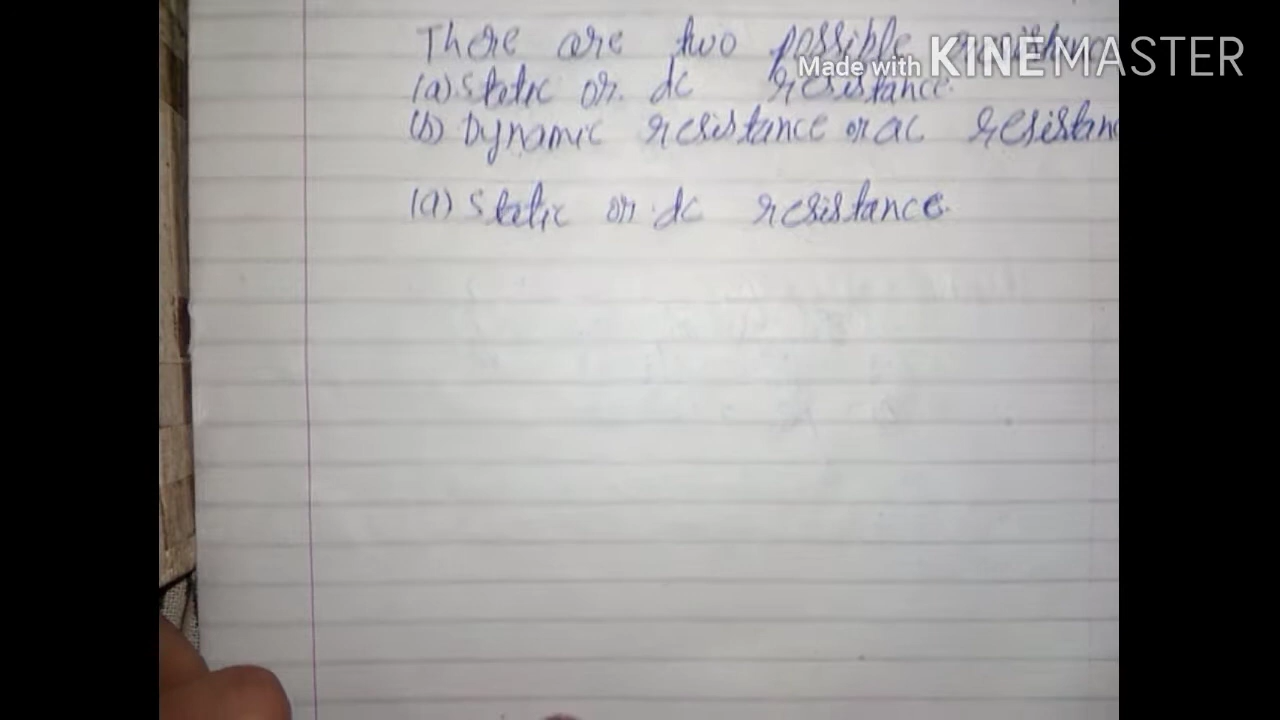 There are two possible resistanc
Made with KINEMASTER
(a) Static or dc resistance.
(b) Dynamic resistance or ac resistanc
(a) Static or dc resistance.